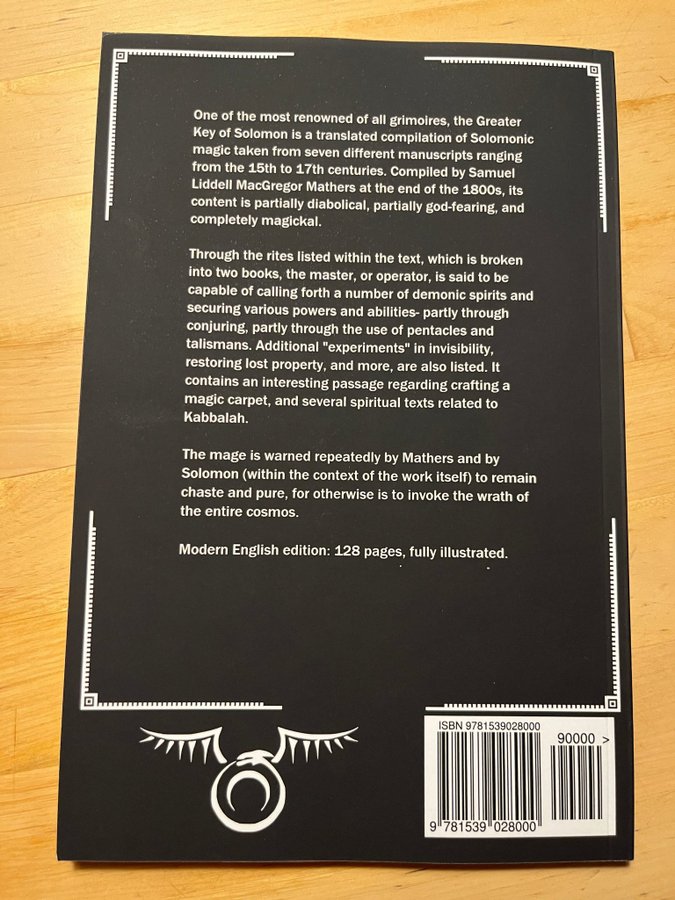 One of the most renowned of all grimoires, the Greater
Key of Solomon is a translated compilation of Solomonic
magic taken from seven different manuscripts ranging
from the 15th to 17th centuries. Compiled by Samuel
Liddell MacGregor Mathers at the end of the 1800s, its
content is partially diabolical, partially god-fearing, and
completely magickal.
Through the rites listed within the text, which is broken
into two books, the master, or operator, is said to be
capable of calling forth a number of demonic spirits and
securing various powers and abilities- partly through
conjuring, partly through the use of pentacles and
talismans. Additional "experiments" in invisibility,
restoring lost property, and more, are also listed. It
contains an interesting passage regarding crafting a
magic carpet, and several spiritual texts related to
Kabbalah.
The mage is warned repeatedly by Mathers and by
Solomon (within the context of the work itself) to remain
chaste and pure, for otherwise is to invoke the wrath of
the entire cosmos.
Modern English edition: 128 pages, fully illustrated.
ISBN 9781539028000
90000 >
9 781539 028000